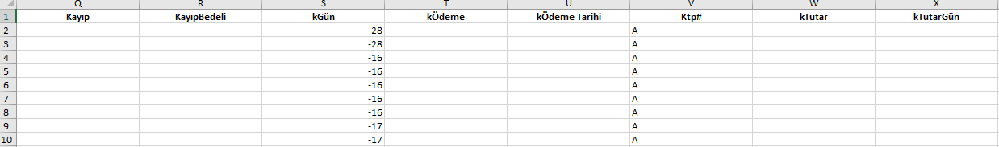 Q R S T U V W X
1 Kayıp KayıpBedeli kGün kÖdeme kÖdeme Tarihi Ktp# kTutar kTutarGün
2 -28 A
3 -28 A
4 -16 A
5 -16 A
6 -16 A
7 -16 A
8 -16 A
9 -17 A
10 -17 A